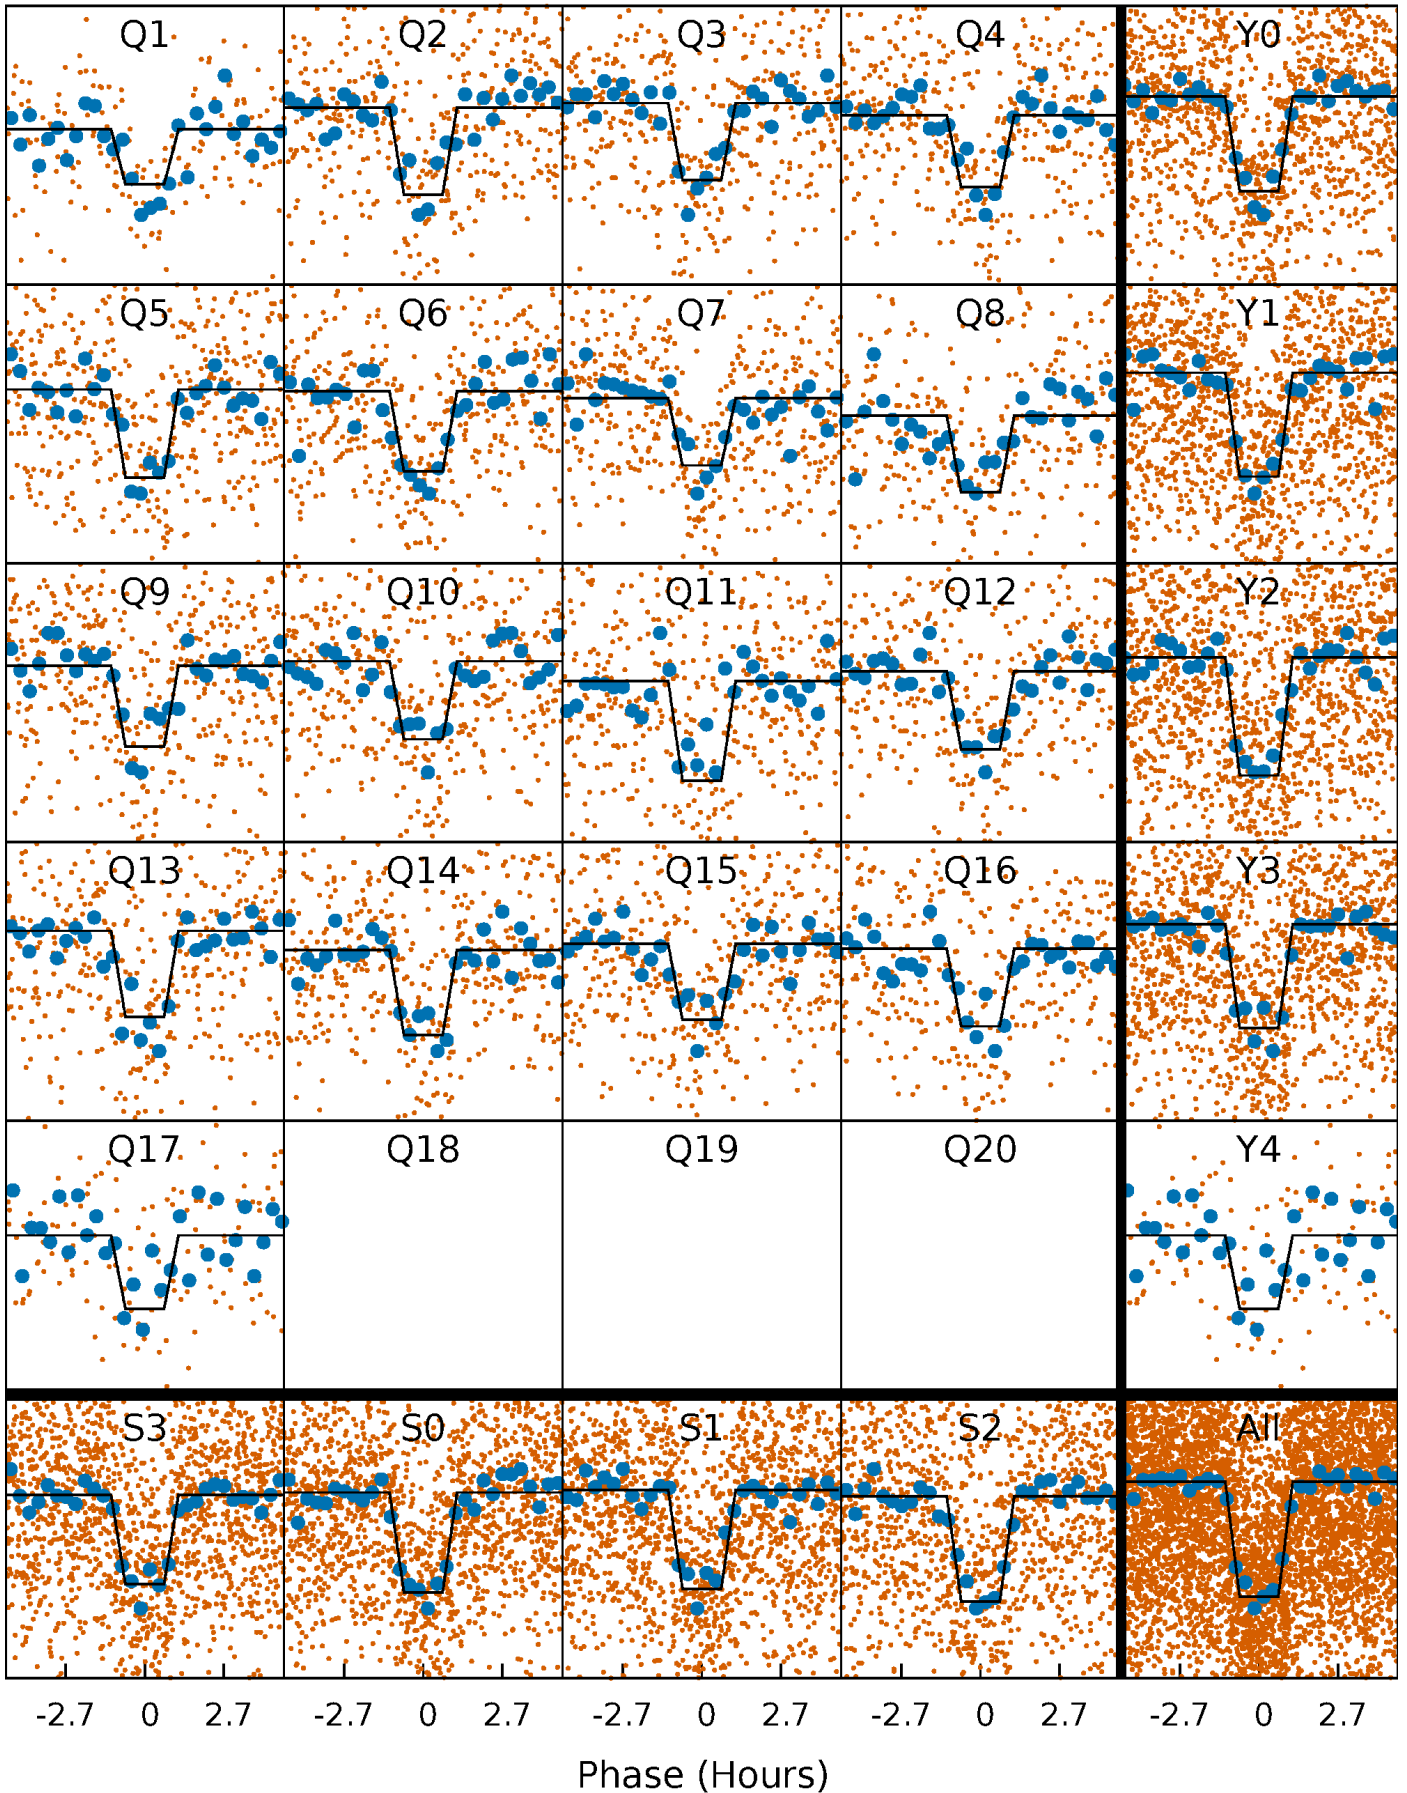 Q1 Q2 Q3 Q4 Y0
Q5 Q6 Q7 Q8 Y1
Q9 Q10 Q11 Q12 Y2
Q13 Q14 Q15 Q16 Y3
Q17 Q18 Q19 Q20 Y4
S3 S0 S1 S2 All
-2.7 0 2.7 -2.7 0 2.7 -2.7 0 2.7 -2.7 0 2.7 -2.7 0 2.7
Phase (Hours)